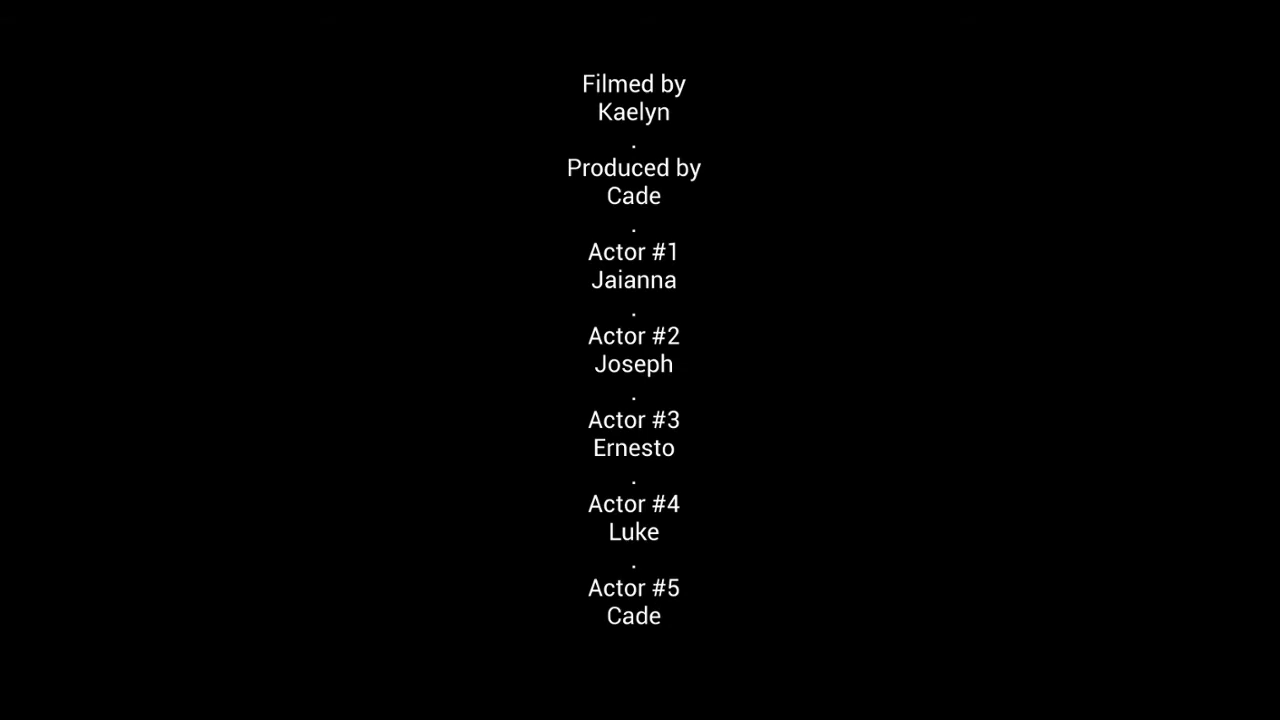 Filmed by
Kaelyn
.
Produced by
Cade
.
Actor #1
Jaianna
.
Actor #2
Joseph
.
Actor #3
Ernesto
.
Actor #4
Luke
.
Actor #5
Cade